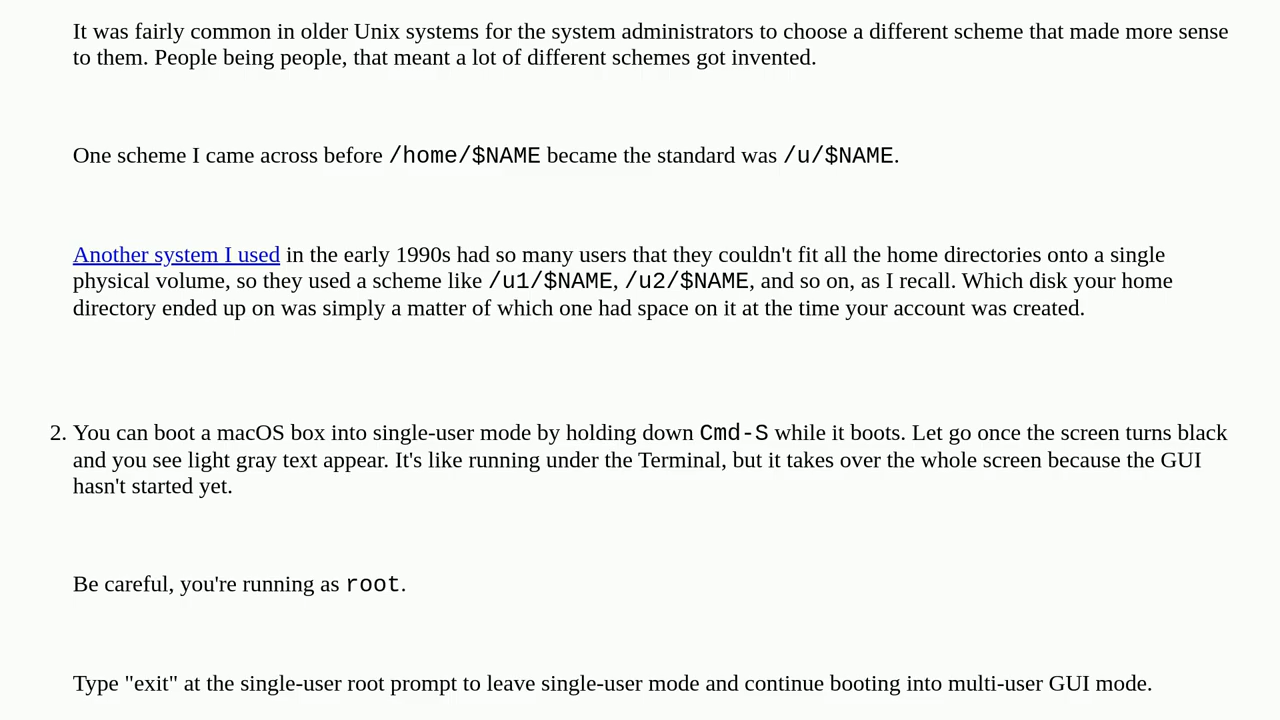 It was fairly common in older Unix systems for the system administrators to choose a different scheme that made more sense
to them. People being people, that meant a lot of different schemes got invented.
One scheme I came across before /home/$NAME became the standard was /u/$NAME.
Another system I used in the early 1990s had so many users that they couldn't fit all the home directories onto a single
physical volume, so they used a scheme like /u1/$NAME, /u2/$NAME, and so on, as I recall. Which disk your home
directory ended up on was simply a matter of which one had space on it at the time your account was created.
2. You can boot a macOS box into single-user mode by holding down Cmd-S while it boots. Let go once the screen turns black
and you see light gray text appear. It's like running under the Terminal, but it takes over the whole screen because the GUI
hasn't started yet.
Be careful, you're running as root.
Type "exit" at the single-user root prompt to leave single-user mode and continue booting into multi-user GUI mode.